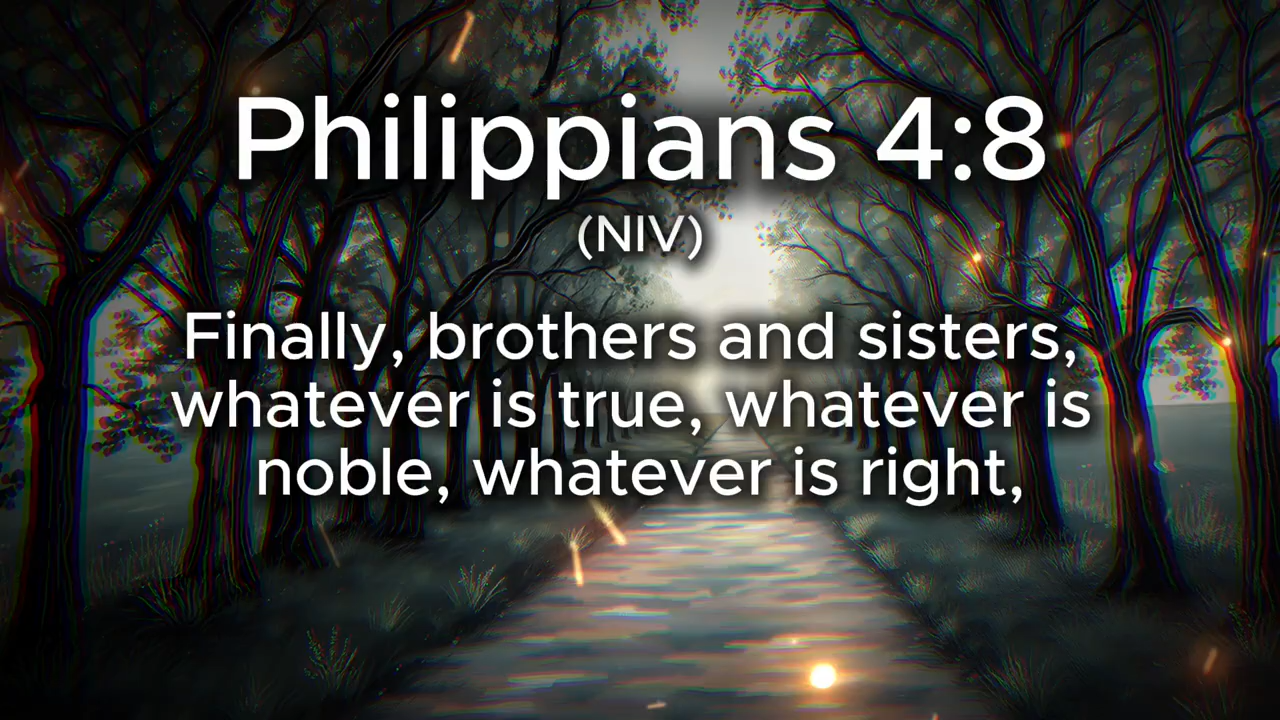 Philippians 4:8
(NIV)
Finally, brothers and sisters,
whatever is true, whatever is
noble, whatever is right,